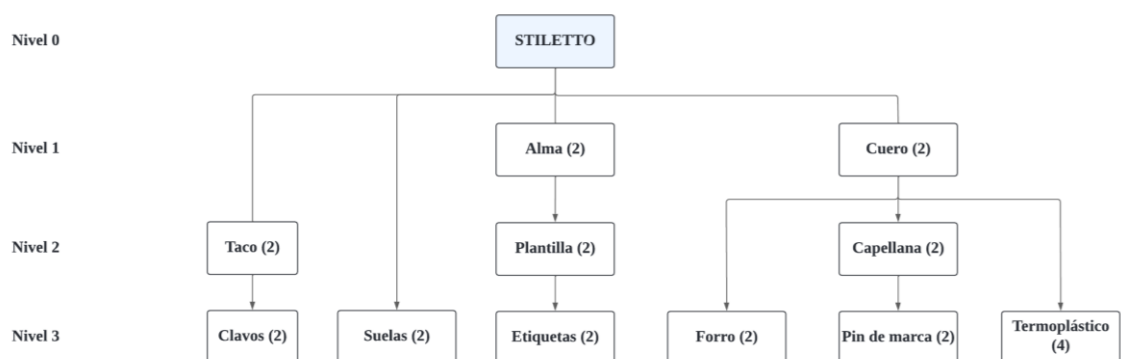 Nivel 0
STILETTO
Nivel 1
Alma (2)
Cuero (2)
Nivel 2
Taco (2)
Plantilla (2)
Capellana (2)
Nivel 3
Clavos (2)
Suelas (2)
Etiquetas (2)
Forro (2)
Pin de marca (2)
Termoplástico
(4)